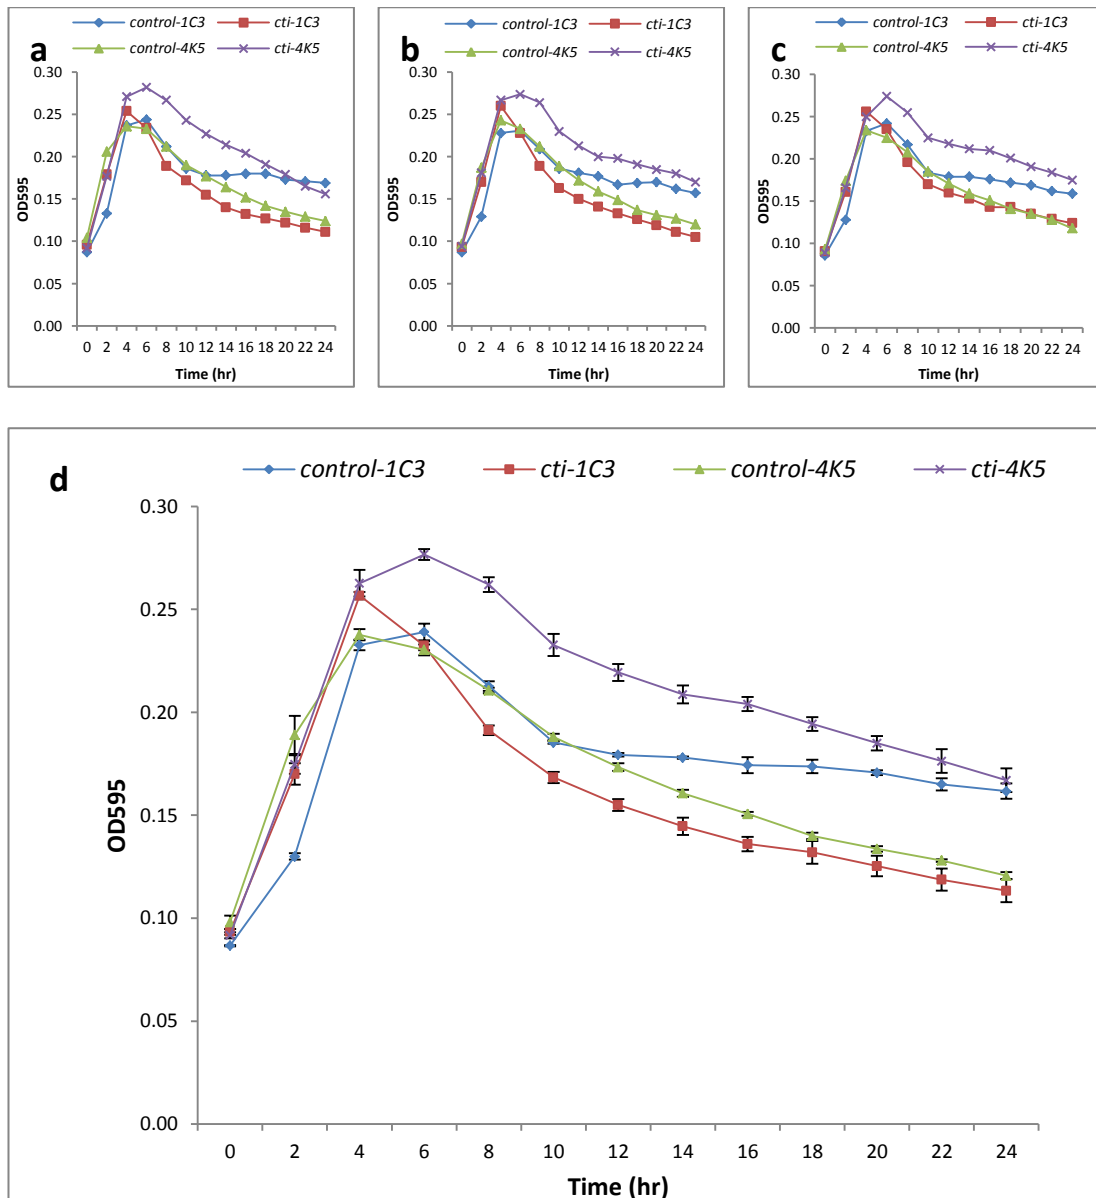 a
control-1C3 cti-1C3
control-4K5 cti-4K5
0.30
0.25
0.20
0.15
0.10
0.05
0.00
OD595
0 2 4 6 8 10 12 14 16 18 20 22 24
Time (hr)
b
control-1C3 cti-1C3
control-4K5 cti-4K5
0.30
0.25
0.20
0.15
0.10
0.05
0.00
OD595
0 2 4 6 8 10 12 14 16 18 20 22 24
Time (hr)
c
control-1C3 cti-1C3
control-4K5 cti-4K5
0.30
0.25
0.20
0.15
0.10
0.05
0.00
OD595
0 2 4 6 8 10 12 14 16 18 20 22 24
Time (hr)
d
control-1C3 cti-1C3 control-4K5 cti-4K5
0.30
0.25
0.20
0.15
0.10
0.05
0.00
OD595
0 2 4 6 8 10 12 14 16 18 20 22 24
Time (hr)